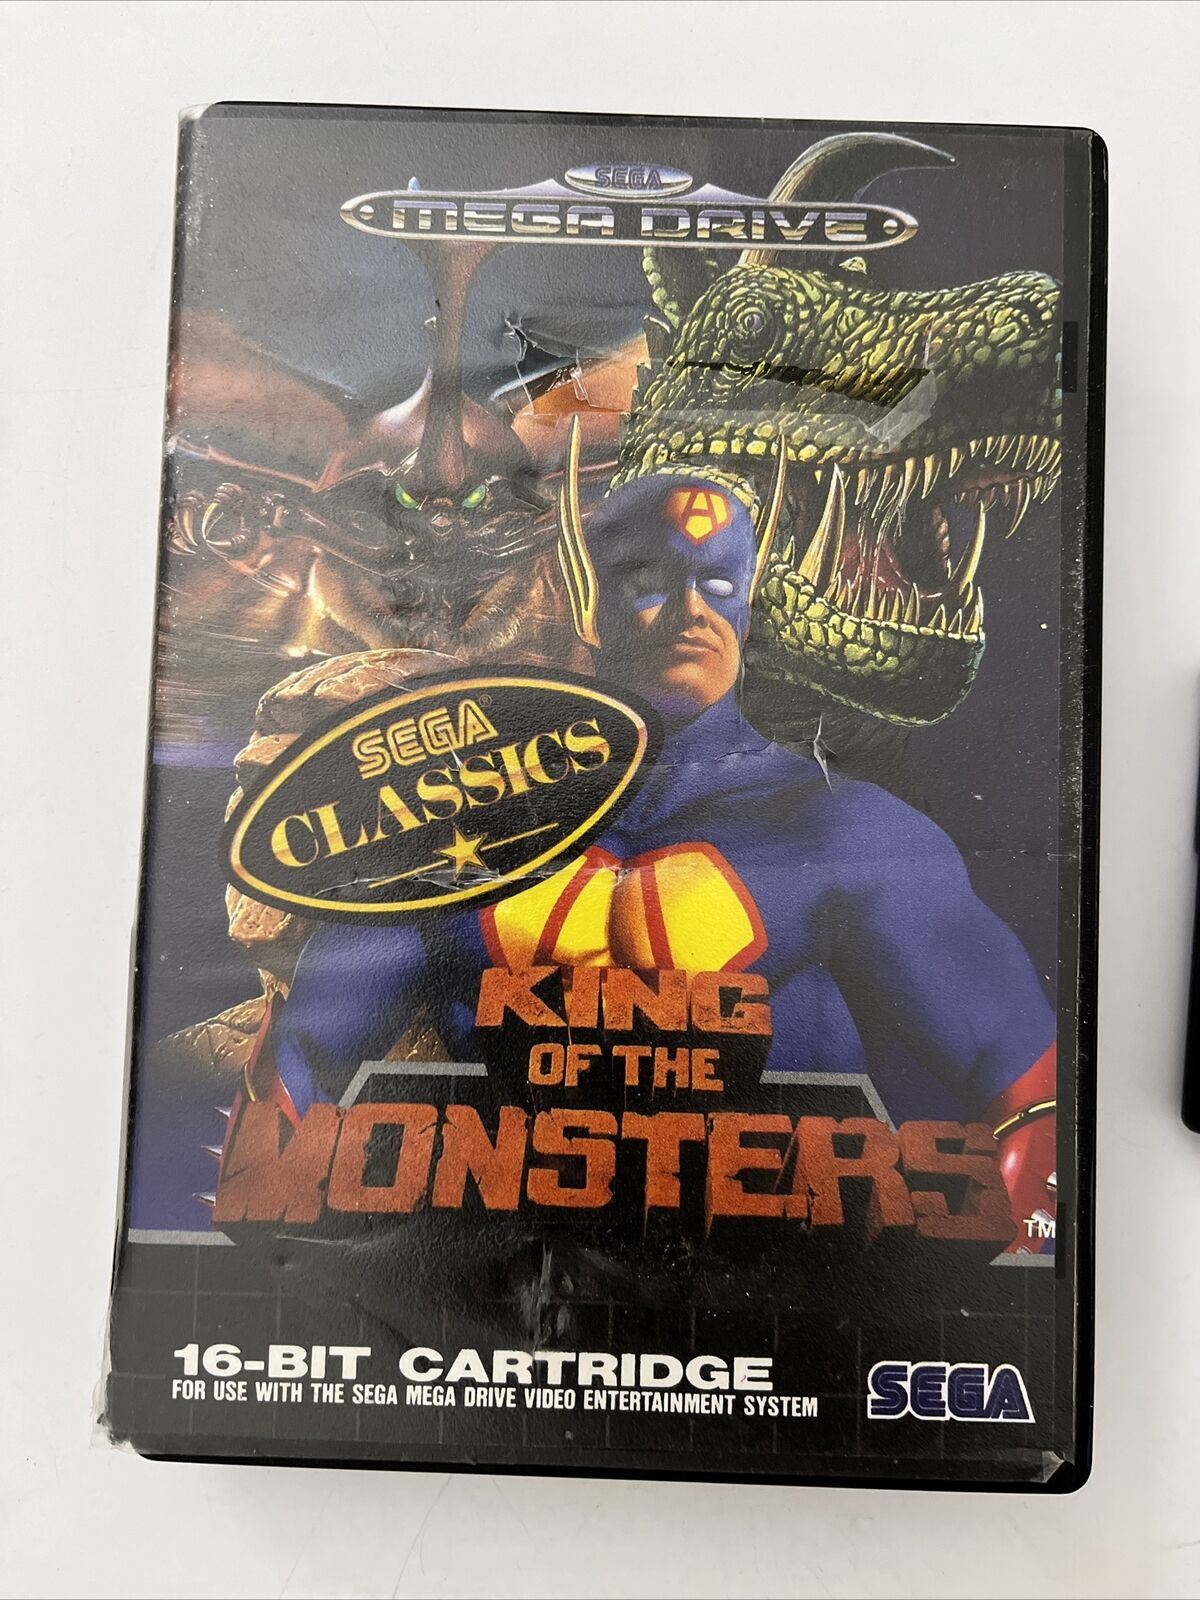 SEGA
MEGA DRIVE
A
SEGA®
CLASSICS
KING
OF THE
MONSTERS
TM
16-BIT CARTRIDGE
FOR USE WITH THE SEGA MEGA DRIVE VIDEO ENTERTAINMENT SYSTEM
SEGA